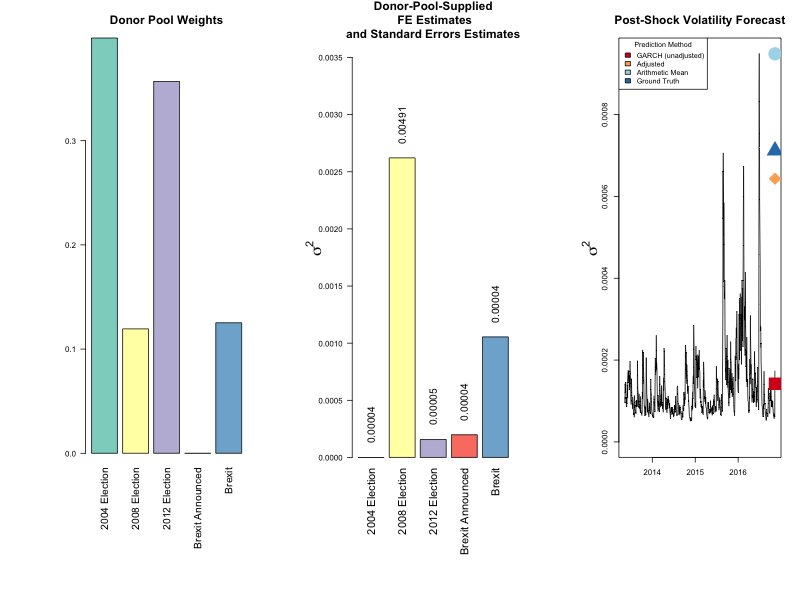 Donor Pool Weights
0.3
0.2
0.1
0.0
2004 Election
2008 Election
2012 Election
Brexit Announced
Brexit
Donor-Pool-Supplied
FE Estimates
and Standard Errors Estimates
σ²
0.0035
0.0030
0.0025
0.0020
0.0015
0.0010
0.0005
0.0000
0.00004
0.00491
0.00005
0.00004
0.00004
2004 Election
2008 Election
2012 Election
Brexit Announced
Brexit
Post-Shock Volatility Forecast
Prediction Method
GARCH (unadjusted)
Adjusted
Arithmetic Mean
Ground Truth
σ²
0.0008
0.0006
0.0004
0.0002
0.0000
2014
2015
2016